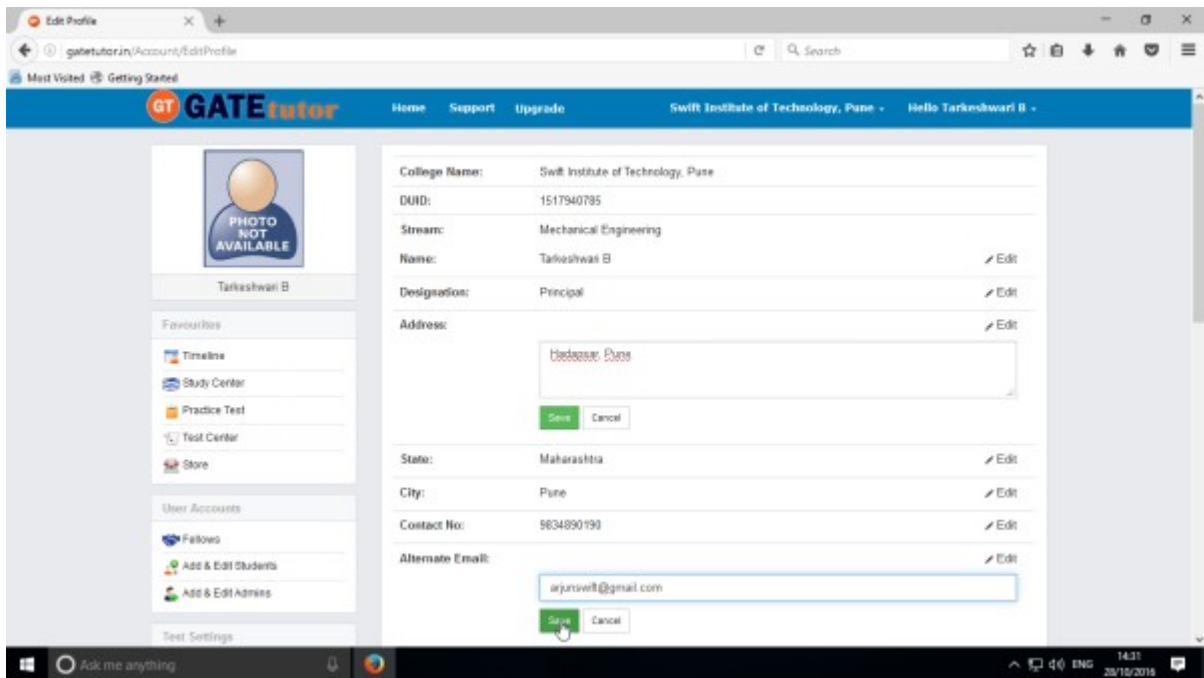 Edit Profile
gatetutor.in/Account/EditProfile
Search
Most Visited Getting Started
GT GATEtutor Home Support Upgrade Swift Institute of Technology, Pune Hello Tarkeshwari B
PHOTO
NOT
AVAILABLE
Tarkeshwari B
Favourites
Timeline
Study Center
Practice Test
Test Center
Store
User Accounts
Fellows
Add & Edit Students
Add & Edit Admins
Test Settings
College Name: Swift Institute of Technology, Pune
DUID: 1517940785
Stream: Mechanical Engineering
Name: Tarkeshwari B Edit
Designation: Principal Edit
Address: Edit
Hadapsar, Pune
Save Cancel
State: Maharashtra Edit
City: Pune Edit
Contact No: 9834890190 Edit
Alternate Email: Edit
arjunswift@gmail.com
Save Cancel
Ask me anything
ENG
14:31
28/10/2016